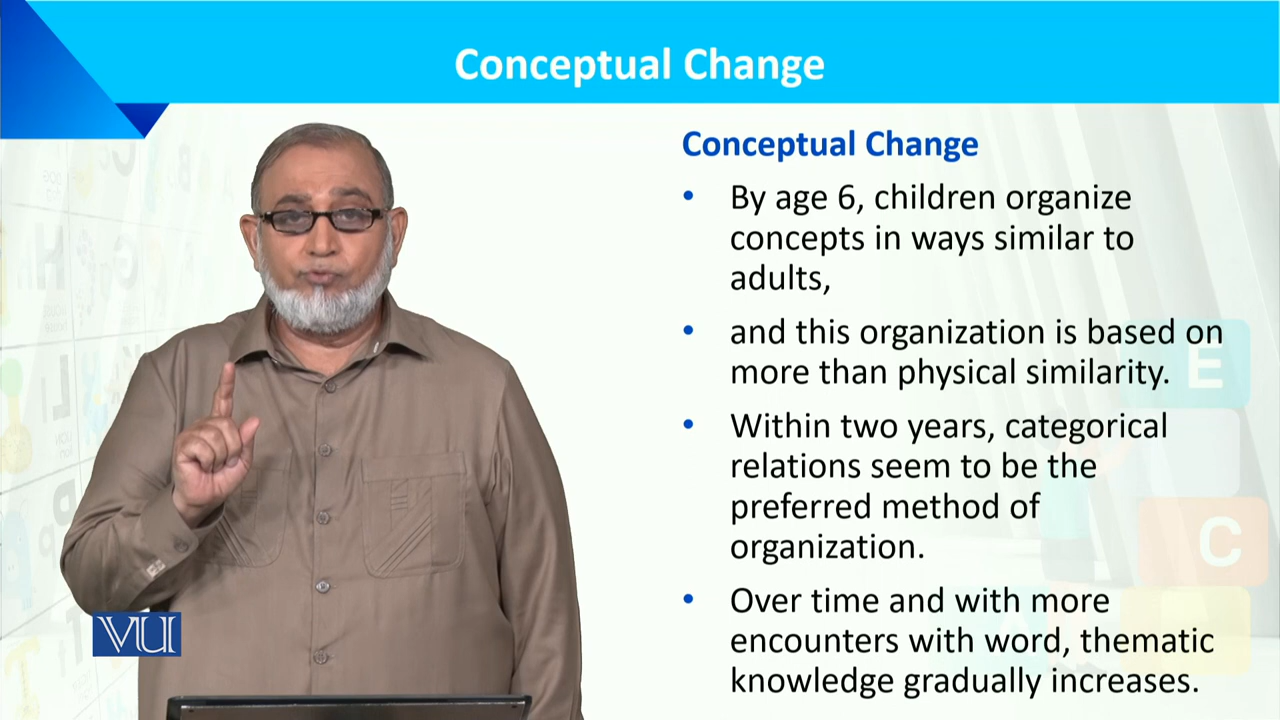 Conceptual Change
Conceptual Change
• By age 6, children organize
concepts in ways similar to
adults,
• and this organization is based on
more than physical similarity.
• Within two years, categorical
relations seem to be the
preferred method of
organization.
• Over time and with more
encounters with word, thematic
knowledge gradually increases.
VU
E
C